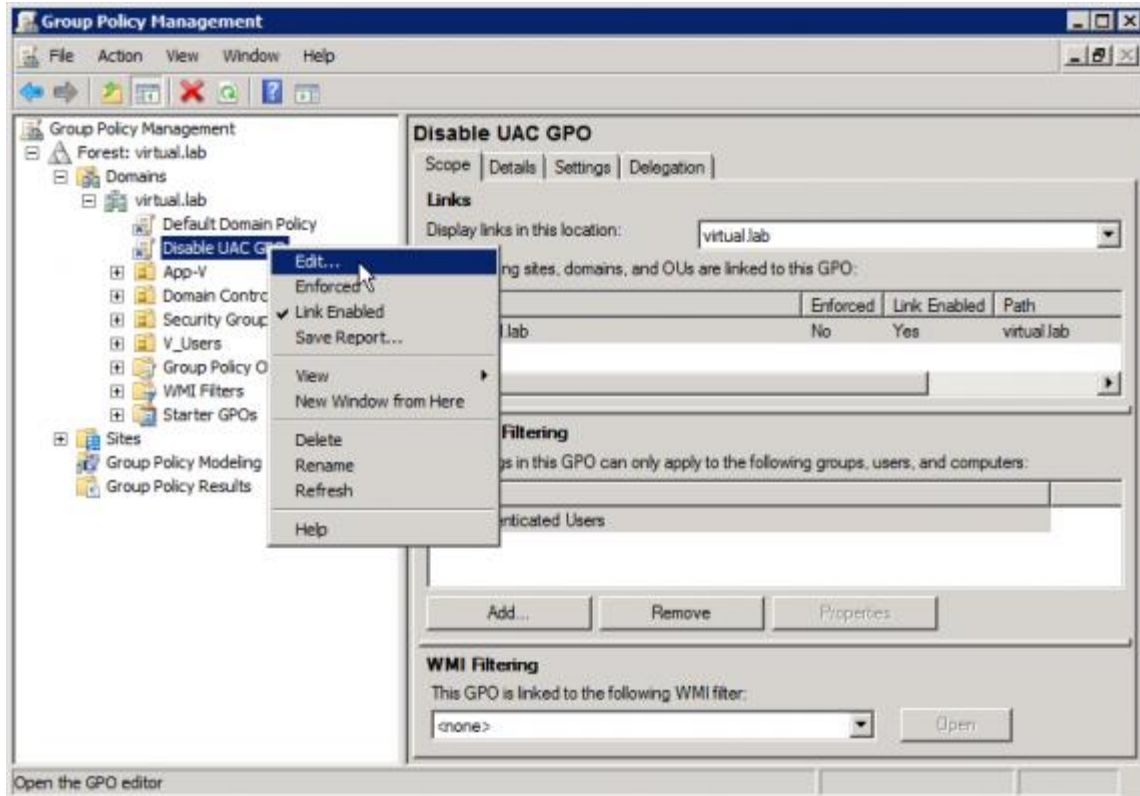 Group Policy Management
File Action View Window Help
Group Policy Management
Forest: virtual.lab
Domains
virtual.lab
Default Domain Policy
Disable UAC
App-V
Domain Contro
Security Group
V_Users
Group Policy O
WMI Filters
Starter GPOs
Sites
Group Policy Modeling
Group Policy Results
Edit...
Enforced
Link Enabled
Save Report...
View
New Window from Here
Delete
Rename
Refresh
Help
Disable UAC GPO
Scope Details Settings Delegation
Links
Display links in this location: virtual.lab
ng sites, domains, and OUs are linked to this GPO:
Enforced Link Enabled Path
l.lab No Yes virtual.lab
Filtering
gs in this GPO can only apply to the following groups, users, and computers:
nticated Users
Add... Remove Properties
WMI Filtering
This GPO is linked to the following WMI filter:
<none> Open
Open the GPO editor